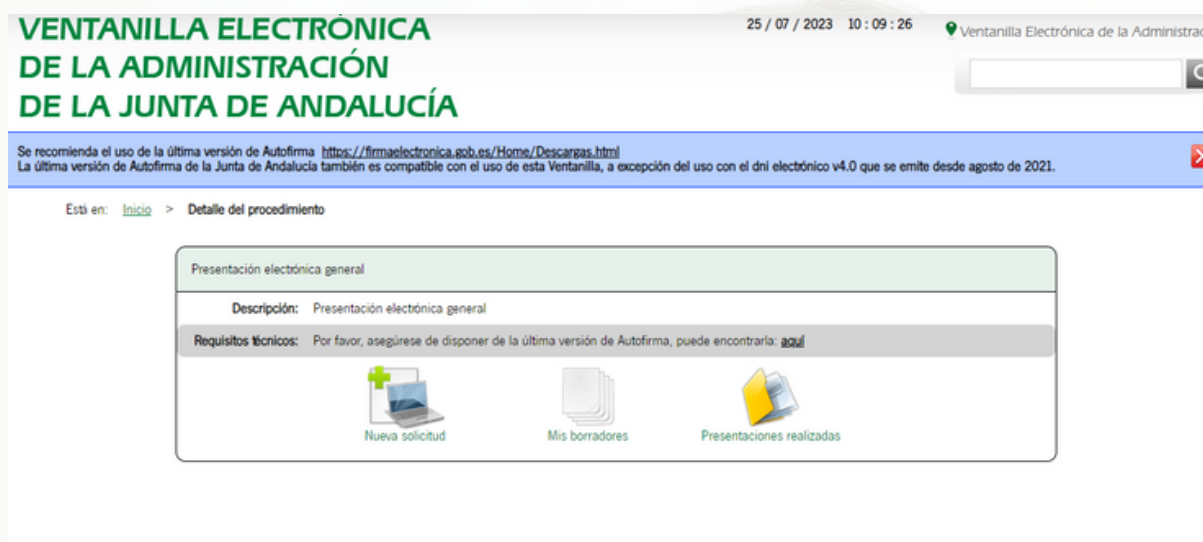 VENTANILLA ELECTRÓNICA
DE LA ADMINISTRACIÓN
DE LA JUNTA DE ANDALUCÍA
25 / 07 / 2023 10 : 09 : 26
Ventanilla Electrónica de la Administrac
Se recomienda el uso de la última versión de Autofirma https://firmaelectronica.gob.es/Home/Descargas.html
La última versión de Autofirma de la Junta de Andalucía también es compatible con el uso de esta Ventanilla, a excepción del uso con el dni electrónico v4.0 que se emite desde agosto de 2021.
Está en: Inicio > Detalle del procedimiento
Presentación electrónica general
Descripción: Presentación electrónica general
Requisitos técnicos: Por favor, asegúrese de disponer de la última versión de Autofirma, puede encontrarla: aquí
Nueva solicitud Mis borradores Presentaciones realizadas